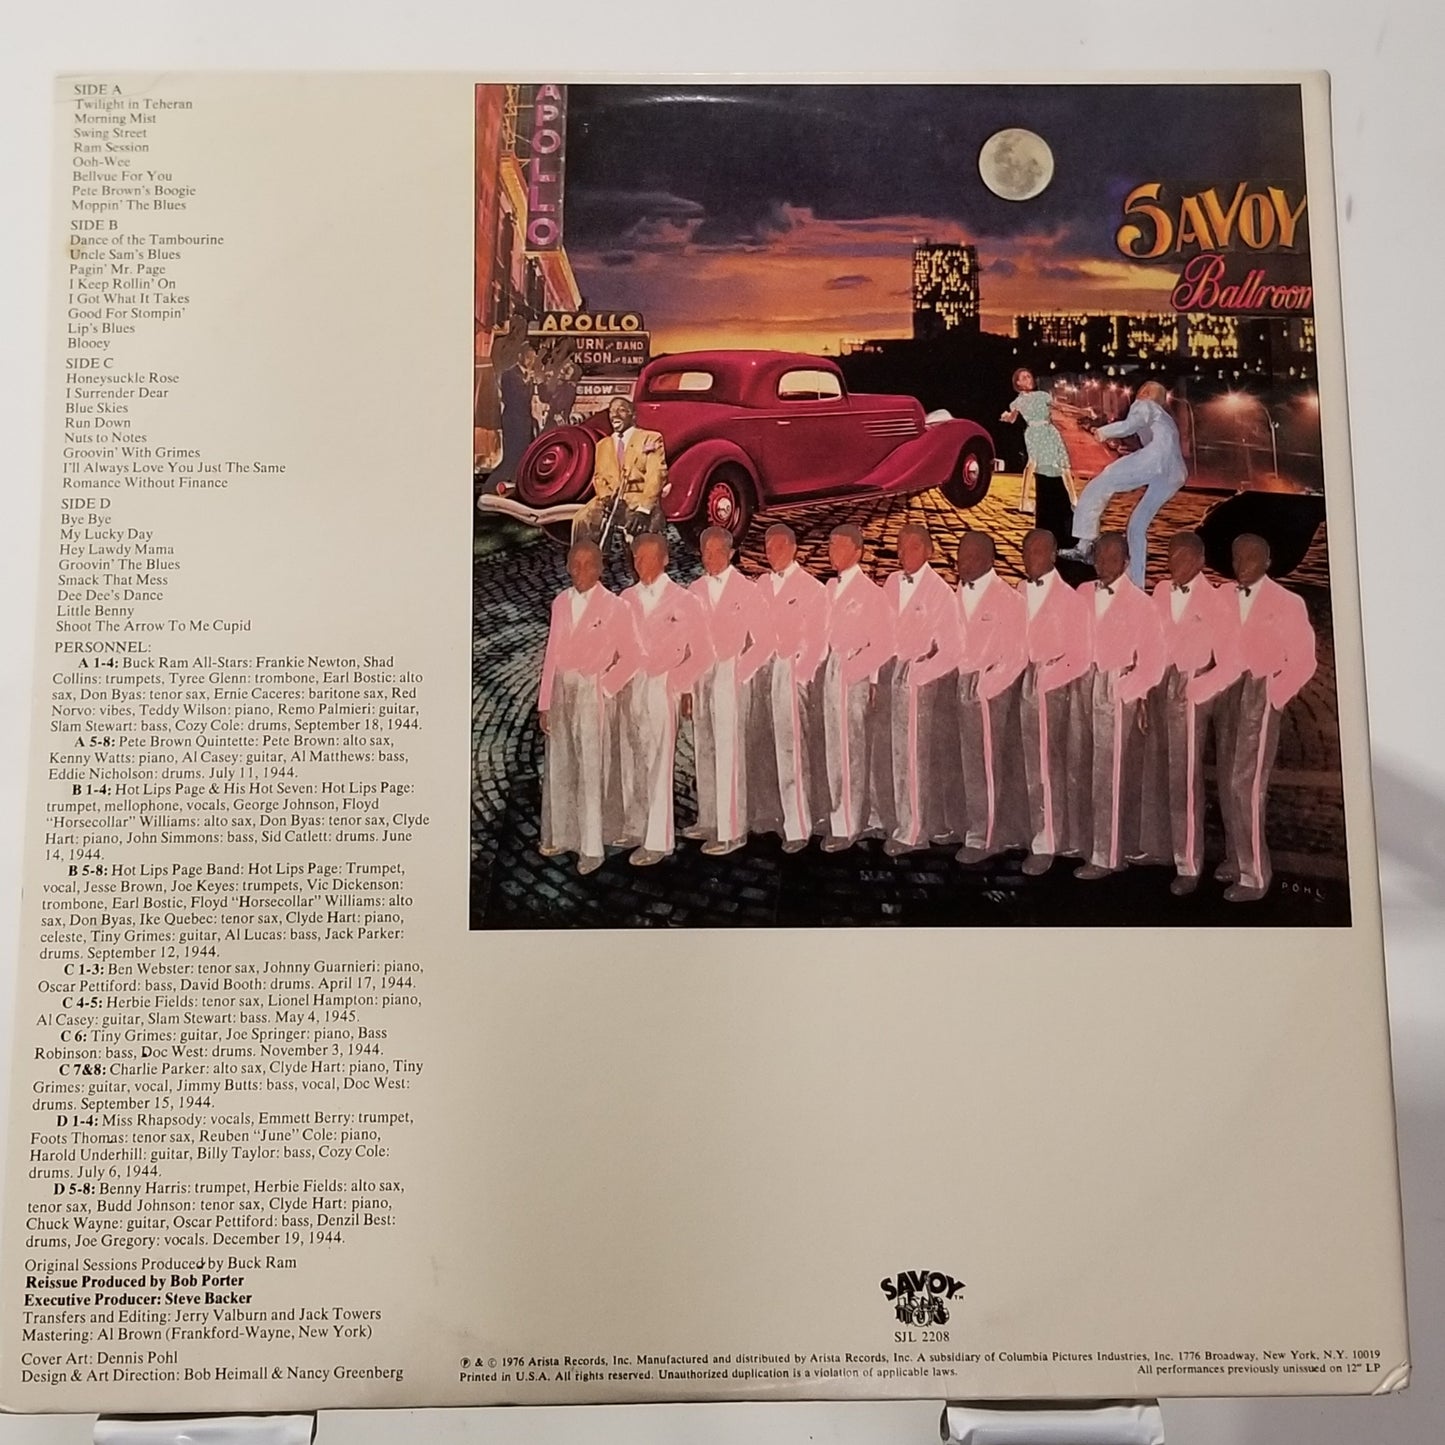 SIDE A
Twilight in Teheran
Morning Mist
Swing Street
Ram Session
Ooh-Wee
Bellvue For You
Pete Brown's Boogie
Moppin' The Blues
SIDE B
Dance of the Tambourine
Uncle Sam's Blues
Pagin' Mr. Page
I Keep Rollin' On
I Got What It Takes
Good For Stompin'
Lip's Blues
Blooey
SIDE C
Honeysuckle Rose
I Surrender Dear
Blue Skies
Run Down
Nuts to Notes
Groovin' With Grimes
I'll Always Love You Just The Same
Romance Without Finance
SIDE D
Bye Bye
My Lucky Day
Hey Lawdy Mama
Groovin' The Blues
Smack That Mess
Dee Dee's Dance
Little Benny
Shoot The Arrow To Me Cupid
PERSONNEL:
A 1-4: Buck Ram All-Stars: Frankie Newton, Shad
Collins: trumpets, Tyree Glenn: trombone, Earl Bostic: alto
sax, Don Byas: tenor sax, Ernie Caceres: baritone sax, Red
Norvo: vibes, Teddy Wilson: piano, Remo Palmieri: guitar,
Slam Stewart: bass, Cozy Cole: drums, September 18, 1944.
A 5-8: Pete Brown Quintette: Pete Brown: alto sax,
Kenny Watts: piano, Al Casey: guitar, Al Matthews: bass,
Eddie Nicholson: drums. July 11, 1944.
B 1-4: Hot Lips Page & His Hot Seven: Hot Lips Page:
trumpet, mellophone, vocals, George Johnson, Floyd
"Horsecollar" Williams: alto sax, Don Byas: tenor sax, Clyde
Hart: piano, John Simmons: bass, Sid Catlett: drums. June
14, 1944.
B 5-8: Hot Lips Page Band: Hot Lips Page: Trumpet,
vocal, Jesse Brown, Joe Keyes: trumpets, Vic Dickenson:
trombone, Earl Bostic, Floyd "Horsecollar" Williams: alto
sax, Don Byas, Ike Quebec: tenor sax, Clyde Hart: piano,
celeste, Tiny Grimes: guitar, Al Lucas: bass, Jack Parker:
drums. September 12, 1944.
C 1-3: Ben Webster: tenor sax, Johnny Guarnieri: piano,
Oscar Pettiford: bass, David Booth: drums. April 17, 1944.
C 4-5: Herbie Fields: tenor sax, Lionel Hampton: piano,
Al Casey: guitar, Slam Stewart: bass. May 4, 1945.
C 6: Tiny Grimes: guitar, Joe Springer: piano, Bass
Robinson: bass, Doc West: drums. November 3, 1944.
C 7&8: Charlie Parker: alto sax, Clyde Hart: piano, Tiny
Grimes: guitar, vocal, Jimmy Butts: bass, vocal, Doc West:
drums. September 15, 1944.
D 1-4: Miss Rhapsody: vocals, Emmett Berry: trumpet,
Foots Thomas: tenor sax, Reuben "June" Cole: piano,
Harold Underhill: guitar, Billy Taylor: bass, Cozy Cole:
drums. July 6, 1944.
D 5-8: Benny Harris: trumpet, Herbie Fields: alto sax,
tenor sax, Budd Johnson: tenor sax, Clyde Hart: piano,
Chuck Wayne: guitar, Oscar Pettiford: bass, Denzil Best:
drums, Joe Gregory: vocals. December 19, 1944.
Original Sessions Produced by Buck Ram
Reissue Produced by Bob Porter
Executive Producer: Steve Backer
Transfers and Editing: Jerry Valburn and Jack Towers
Mastering: Al Brown (Frankford-Wayne, New York)
Cover Art: Dennis Pohl
Design & Art Direction: Bob Heimall & Nancy Greenberg
APOLLO
SAVOY
Ballroom
APOLLO
URN AND BAND
KSON AND BAND
SHOW
POHL
SAVOY TM
SJL 2208
℗ & © 1976 Arista Records, Inc. Manufactured and distributed by Arista Records, Inc. A subsidiary of Columbia Pictures Industries, Inc. 1776 Broadway, New York, N.Y. 10019
Printed in U.S.A. All rights reserved. Unauthorized duplication is a violation of applicable laws.
All performances previously unissued on 12" LP